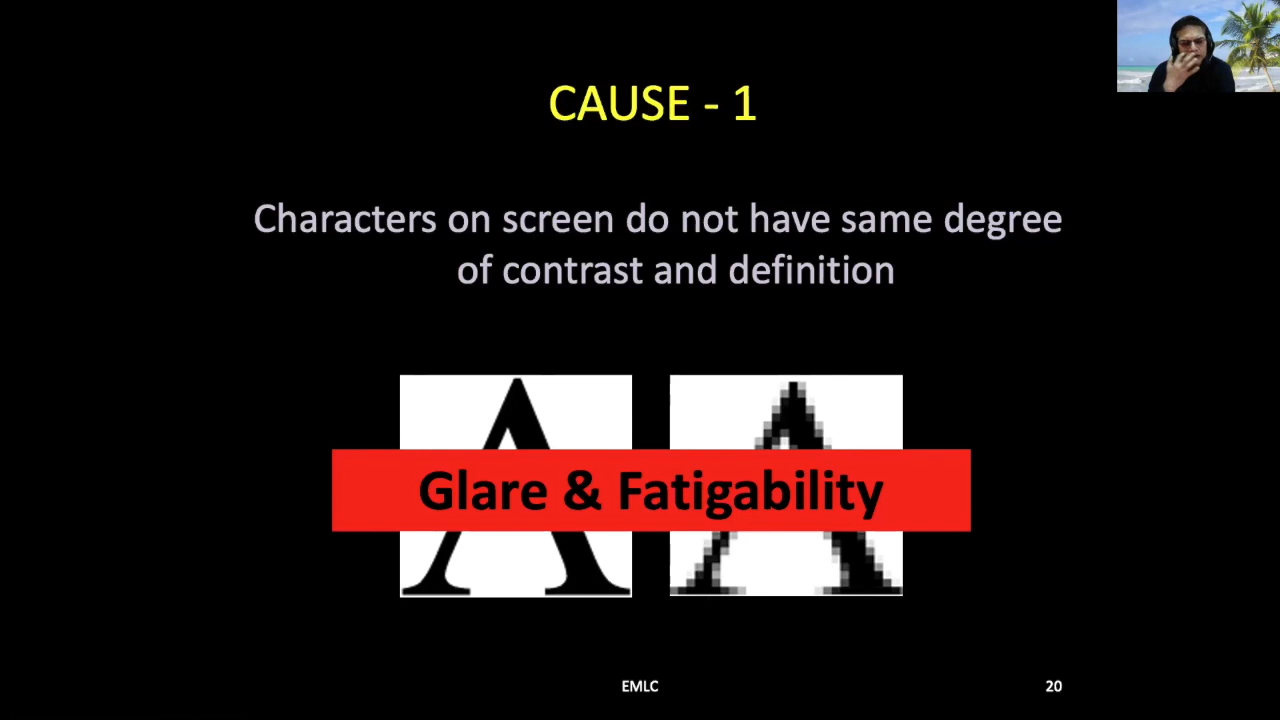 CAUSE - 1
Characters on screen do not have same degree
of contrast and definition
A A
Glare & Fatigability
EMLC 20